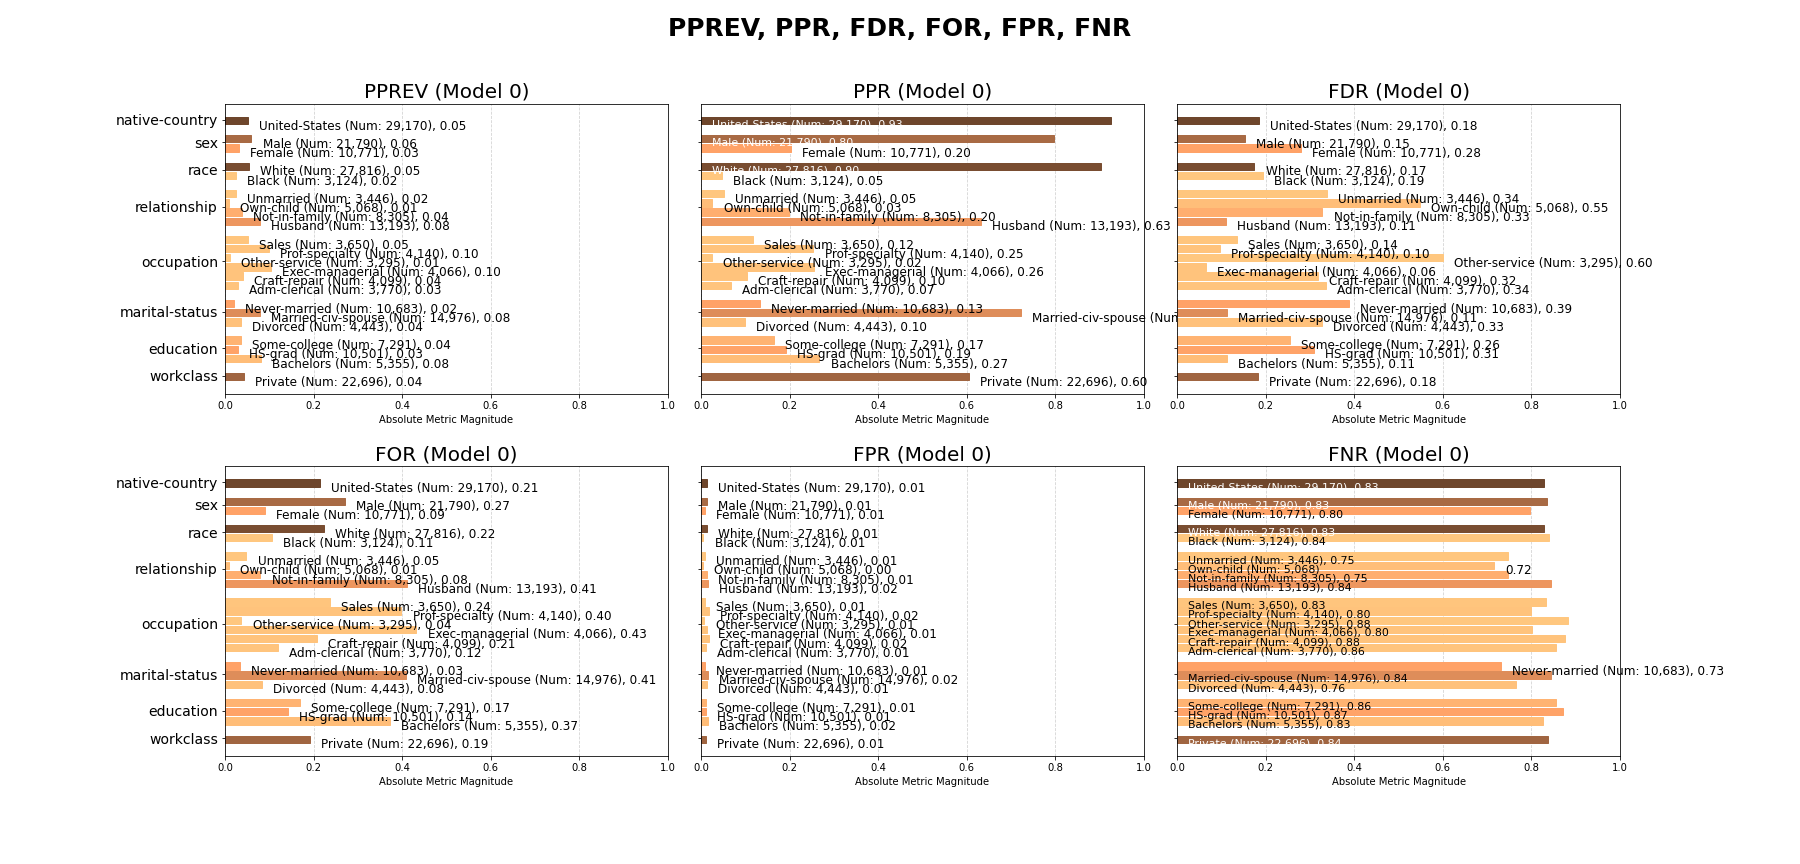 PPREV, PPR, FDR, FOR, FPR, FNR
PPREV (Model 0)
native-country
United-States (Num: 29,170), 0.05
sex
Male (Num: 21,790), 0.06
Female (Num: 10,771), 0.03
race
White (Num: 27,816), 0.05
Black (Num: 3,124), 0.02
relationship
Unmarried (Num: 3,446), 0.02
Own-child (Num: 5,068), 0.01
Not-in-family (Num: 8,305), 0.04
Husband (Num: 13,193), 0.08
occupation
Sales (Num: 3,650), 0.05
Prof-specialty (Num: 4,140), 0.10
Other-service (Num: 3,295), 0.01
Exec-managerial (Num: 4,066), 0.10
Craft-repair (Num: 4,099), 0.04
Adm-clerical (Num: 3,770), 0.03
marital-status
Never-married (Num: 10,683), 0.02
Married-civ-spouse (Num: 14,976), 0.08
Divorced (Num: 4,443), 0.04
education
Some-college (Num: 7,291), 0.04
HS-grad (Num: 10,501), 0.03
Bachelors (Num: 5,355), 0.08
workclass
Private (Num: 22,696), 0.04
0.0 0.2 0.4 0.6 0.8 1.0
Absolute Metric Magnitude
PPR (Model 0)
United-States (Num: 29,170), 0.93
Male (Num: 21,790), 0.80
Female (Num: 10,771), 0.20
White (Num: 27,816), 0.90
Black (Num: 3,124), 0.05
Unmarried (Num: 3,446), 0.05
Own-child (Num: 5,068), 0.03
Not-in-family (Num: 8,305), 0.20
Husband (Num: 13,193), 0.63
Sales (Num: 3,650), 0.12
Prof-specialty (Num: 4,140), 0.25
Other-service (Num: 3,295), 0.02
Exec-managerial (Num: 4,066), 0.26
Craft-repair (Num: 4,099), 0.10
Adm-clerical (Num: 3,770), 0.07
Never-married (Num: 10,683), 0.13
Married-civ-spouse (Num
Divorced (Num: 4,443), 0.10
Some-college (Num: 7,291), 0.17
HS-grad (Num: 10,501), 0.19
Bachelors (Num: 5,355), 0.27
Private (Num: 22,696), 0.60
0.0 0.2 0.4 0.6 0.8 1.0
Absolute Metric Magnitude
FDR (Model 0)
United-States (Num: 29,170), 0.18
Male (Num: 21,790), 0.15
Female (Num: 10,771), 0.28
White (Num: 27,816), 0.17
Black (Num: 3,124), 0.19
Unmarried (Num: 3,446), 0.34
Own-child (Num: 5,068), 0.55
Not-in-family (Num: 8,305), 0.33
Husband (Num: 13,193), 0.11
Sales (Num: 3,650), 0.14
Prof-specialty (Num: 4,140), 0.10
Other-service (Num: 3,295), 0.60
Exec-managerial (Num: 4,066), 0.06
Craft-repair (Num: 4,099), 0.32
Adm-clerical (Num: 3,770), 0.34
Never-married (Num: 10,683), 0.39
Married-civ-spouse (Num: 14,976), 0.11
Divorced (Num: 4,443), 0.33
Some-college (Num: 7,291), 0.26
HS-grad (Num: 10,501), 0.31
Bachelors (Num: 5,355), 0.11
Private (Num: 22,696), 0.18
0.0 0.2 0.4 0.6 0.8 1.0
Absolute Metric Magnitude
FOR (Model 0)
native-country
United-States (Num: 29,170), 0.21
sex
Male (Num: 21,790), 0.27
Female (Num: 10,771), 0.09
race
White (Num: 27,816), 0.22
Black (Num: 3,124), 0.11
relationship
Unmarried (Num: 3,446), 0.05
Own-child (Num: 5,068), 0.01
Not-in-family (Num: 8,305), 0.08
Husband (Num: 13,193), 0.41
occupation
Sales (Num: 3,650), 0.24
Prof-specialty (Num: 4,140), 0.40
Other-service (Num: 3,295), 0.04
Exec-managerial (Num: 4,066), 0.43
Craft-repair (Num: 4,099), 0.21
Adm-clerical (Num: 3,770), 0.12
marital-status
Never-married (Num: 10,683), 0.03
Married-civ-spouse (Num: 14,976), 0.41
Divorced (Num: 4,443), 0.08
education
Some-college (Num: 7,291), 0.17
HS-grad (Num: 10,501), 0.14
Bachelors (Num: 5,355), 0.37
workclass
Private (Num: 22,696), 0.19
0.0 0.2 0.4 0.6 0.8 1.0
Absolute Metric Magnitude
FPR (Model 0)
United-States (Num: 29,170), 0.01
Male (Num: 21,790), 0.01
Female (Num: 10,771), 0.01
White (Num: 27,816), 0.01
Black (Num: 3,124), 0.01
Unmarried (Num: 3,446), 0.01
Own-child (Num: 5,068), 0.00
Not-in-family (Num: 8,305), 0.01
Husband (Num: 13,193), 0.02
Sales (Num: 3,650), 0.01
Prof-specialty (Num: 4,140), 0.02
Other-service (Num: 3,295), 0.01
Exec-managerial (Num: 4,066), 0.01
Craft-repair (Num: 4,099), 0.02
Adm-clerical (Num: 3,770), 0.01
Never-married (Num: 10,683), 0.01
Married-civ-spouse (Num: 14,976), 0.02
Divorced (Num: 4,443), 0.01
Some-college (Num: 7,291), 0.01
HS-grad (Num: 10,501), 0.01
Bachelors (Num: 5,355), 0.02
Private (Num: 22,696), 0.01
0.0 0.2 0.4 0.6 0.8 1.0
Absolute Metric Magnitude
FNR (Model 0)
United-States (Num: 29,170), 0.83
Male (Num: 21,790), 0.83
Female (Num: 10,771), 0.80
White (Num: 27,816), 0.83
Black (Num: 3,124), 0.84
Unmarried (Num: 3,446), 0.75
Own-child (Num: 5,068) 0.72
Not-in-family (Num: 8,305), 0.75
Husband (Num: 13,193), 0.84
Sales (Num: 3,650), 0.83
Prof-specialty (Num: 4,140), 0.80
Other-service (Num: 3,295), 0.88
Exec-managerial (Num: 4,066), 0.80
Craft-repair (Num: 4,099), 0.88
Adm-clerical (Num: 3,770), 0.86
Never-married (Num: 10,683), 0.73
Married-civ-spouse (Num: 14,976), 0.84
Divorced (Num: 4,443), 0.76
Some-college (Num: 7,291), 0.86
HS-grad (Num: 10,501), 0.87
Bachelors (Num: 5,355), 0.83
Private (Num: 22,696), 0.84
0.0 0.2 0.4 0.6 0.8 1.0
Absolute Metric Magnitude